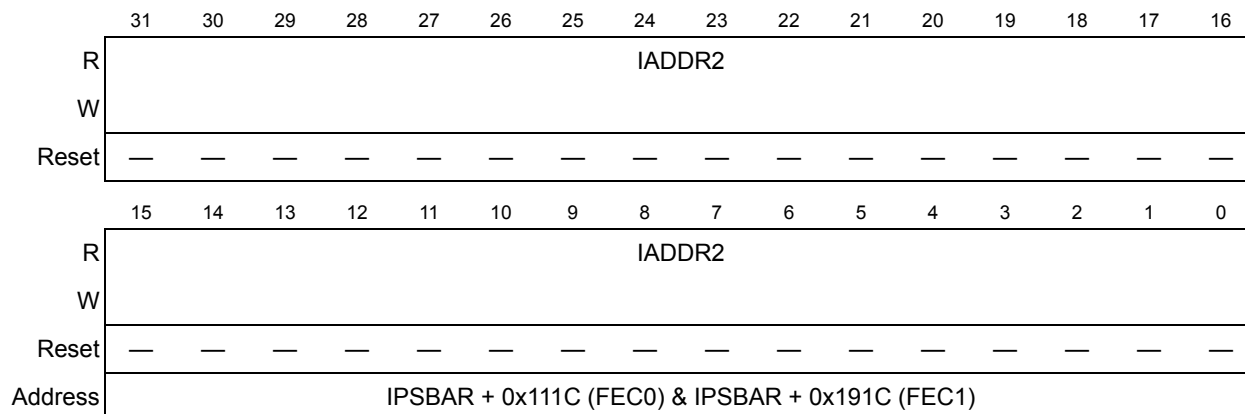 31 30 29 28 27 26 25 24 23 22 21 20 19 18 17 16
R IADDR2
W
Reset — — — — — — — — — — — — — — — —
15 14 13 12 11 10 9 8 7 6 5 4 3 2 1 0
R IADDR2
W
Reset — — — — — — — — — — — — — — — —
Address IPSBAR + 0x111C (FEC0) & IPSBAR + 0x191C (FEC1)